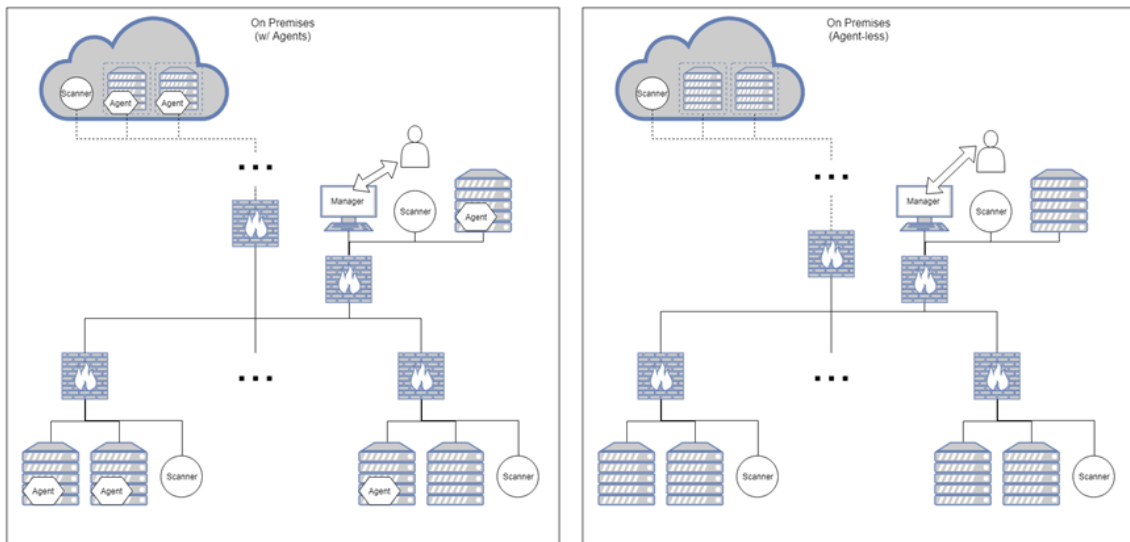 On Premises
(w/ Agents)
Scanner
Agent
Agent
Manager
Scanner
Agent
Agent
Agent
Scanner
Agent
Scanner
On Premises
(Agent-less)
Scanner
Manager
Scanner
Scanner
Scanner